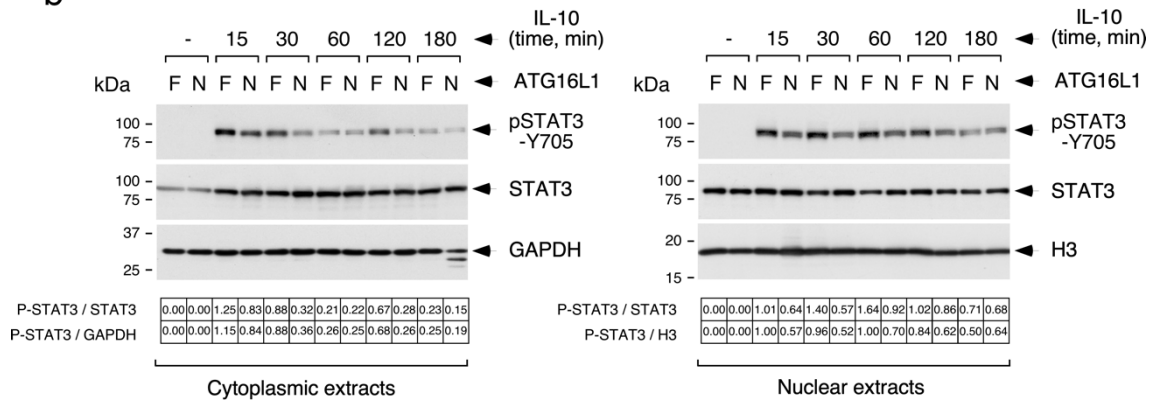 b
IL-10
- 15 30 60 120 180 (time, min)
kDa F N F N F N F N F N F N ATG16L1
100 -
75 -
pSTAT3
-Y705
100 -
75 -
STAT3
37 -
25 -
GAPDH
P-STAT3 / STAT3 0.00 0.00 1.25 0.83 0.88 0.32 0.21 0.22 0.67 0.28 0.23 0.15
P-STAT3 / GAPDH 0.00 0.00 1.15 0.84 0.88 0.36 0.26 0.25 0.68 0.26 0.25 0.19
Cytoplasmic extracts
IL-10
- 15 30 60 120 180 (time, min)
kDa F N F N F N F N F N F N ATG16L1
100 -
75 -
pSTAT3
-Y705
100 -
75 -
STAT3
20 -
15 -
H3
P-STAT3 / STAT3 0.00 0.00 1.01 0.64 1.40 0.57 1.64 0.92 1.02 0.86 0.71 0.68
P-STAT3 / H3 0.00 0.00 1.00 0.57 0.96 0.52 1.00 0.70 0.84 0.62 0.50 0.64
Nuclear extracts